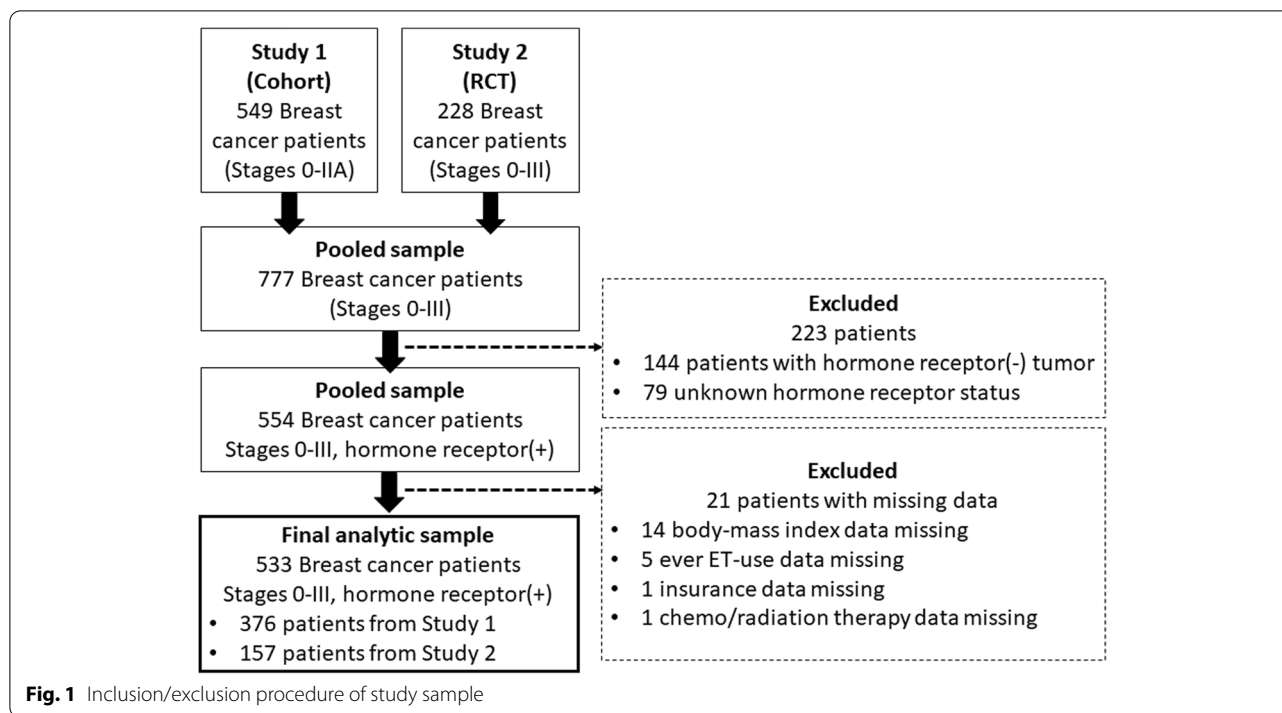 Study 1
(Cohort)
549 Breast
cancer patients
(Stages 0-IIA)
Study 2
(RCT)
228 Breast
cancer patients
(Stages 0-III)
Pooled sample
777 Breast cancer patients
(Stages 0-III)
Excluded
223 patients
• 144 patients with hormone receptor(-) tumor
• 79 unknown hormone receptor status
Pooled sample
554 Breast cancer patients
Stages 0-III, hormone receptor(+)
Excluded
21 patients with missing data
• 14 body-mass index data missing
• 5 ever ET-use data missing
• 1 insurance data missing
• 1 chemo/radiation therapy data missing
Final analytic sample
533 Breast cancer patients
Stages 0-III, hormone receptor(+)
• 376 patients from Study 1
• 157 patients from Study 2
Fig. 1 Inclusion/exclusion procedure of study sample